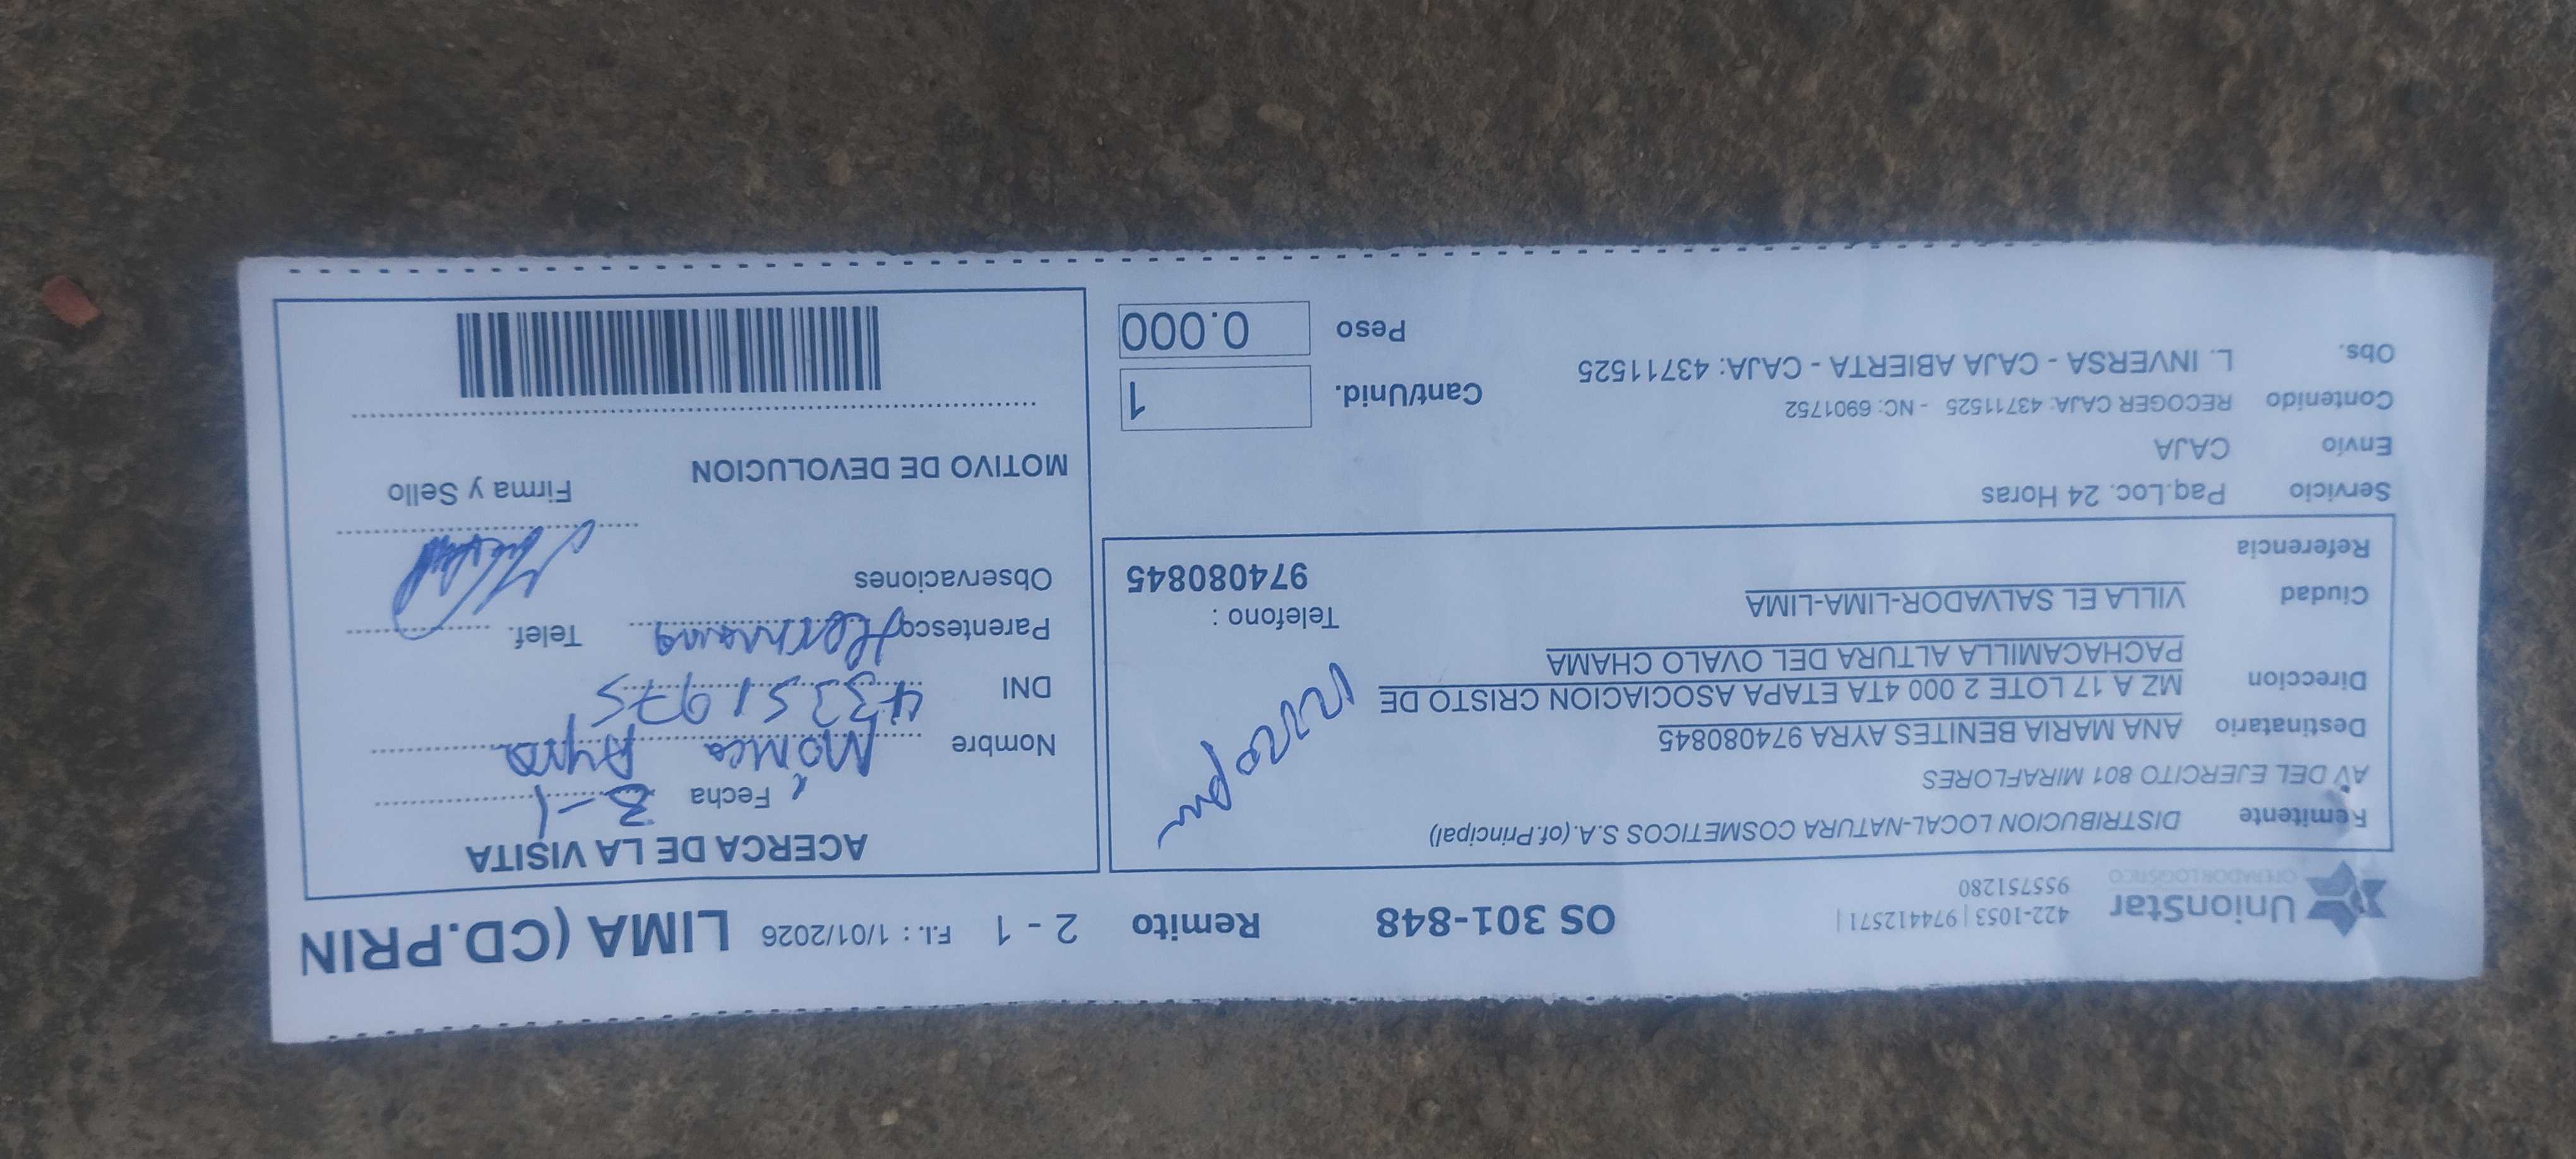 UnionStar
OPERADOR LOGISTICO
422-1053 | 974412571 |
955751280
OS 301-848 Remito 2 - 1 F.I. : 1/01/2026 LIMA (CD.PRIN
Remitente DISTRIBUCION LOCAL-NATURA COSMETICOS S.A.(of.Principal)
AV DEL EJERCITO 801 MIRAFLORES
Destinatario ANA MARIA BENITES AYRA 974080845
Direccion MZ A 17 LOTE 2 000 4TA ETAPA ASOCIACION CRISTO DE
PACHACAMILLA ALTURA DEL OVALO CHAMA
Ciudad VILLA EL SALVADOR-LIMA-LIMA
Telefono :
974080845
Referencia
Servicio Paq.Loc. 24 Horas
Envio CAJA
Contenido RECOGER CAJA: 43711525 - NC: 6901752
Obs. L. INVERSA - CAJA ABIERTA - CAJA: 43711525
Cant/Unid. 1
Peso 0.000
ACERCA DE LA VISITA
Fecha 3-1
Nombre Monica Ayra
DNI 43351975
Parentesco Hermana Telef.
Observaciones
Firma y Sello
MOTIVO DE DEVOLUCION